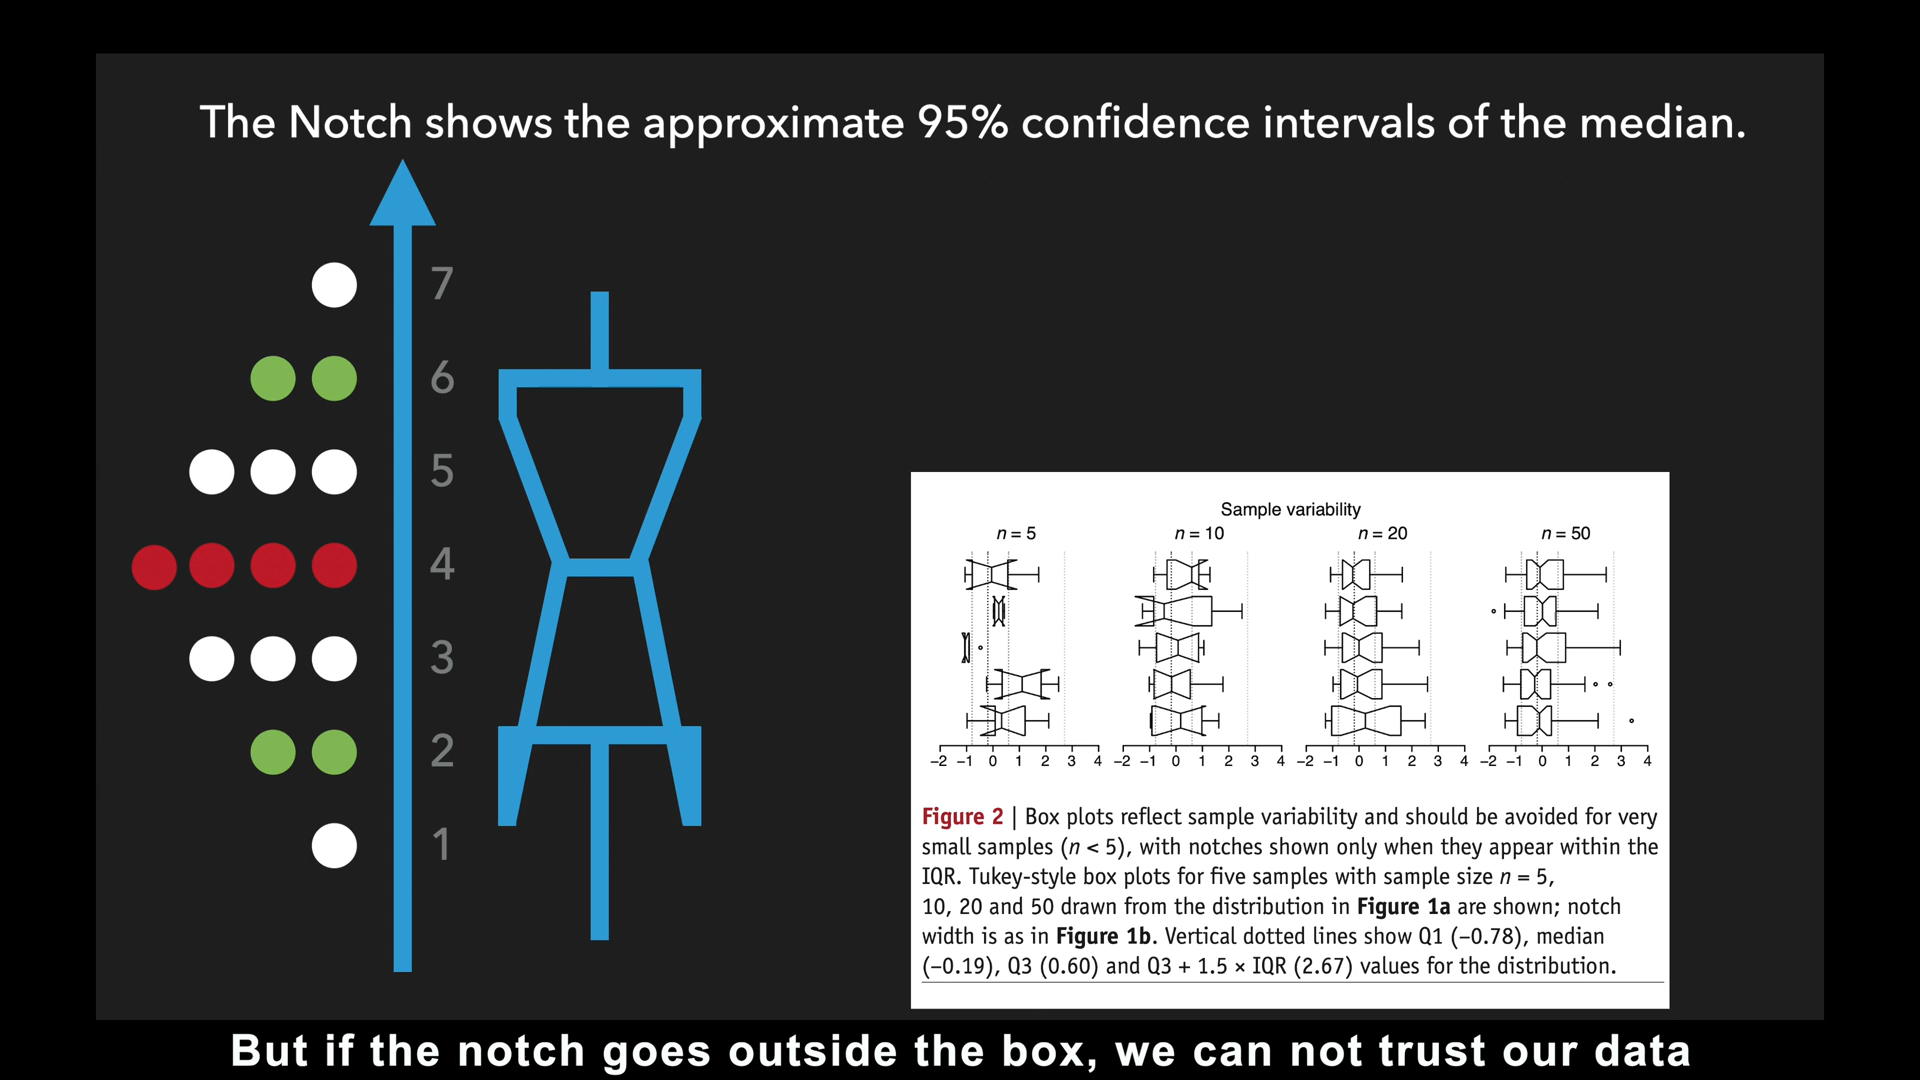 The Notch shows the approximate 95% confidence intervals of the median.
7
6
5
4
3
2
1
Sample variability
n = 5 n = 10 n = 20 n = 50
−2 −1 0 1 2 3 4 −2 −1 0 1 2 3 4 −2 −1 0 1 2 3 4 −2 −1 0 1 2 3 4
Figure 2 | Box plots reflect sample variability and should be avoided for very
small samples (n < 5), with notches shown only when they appear within the
IQR. Tukey-style box plots for five samples with sample size n = 5,
10, 20 and 50 drawn from the distribution in Figure 1a are shown; notch
width is as in Figure 1b. Vertical dotted lines show Q1 (−0.78), median
(−0.19), Q3 (0.60) and Q3 + 1.5 × IQR (2.67) values for the distribution.
But if the notch goes outside the box, we can not trust our data